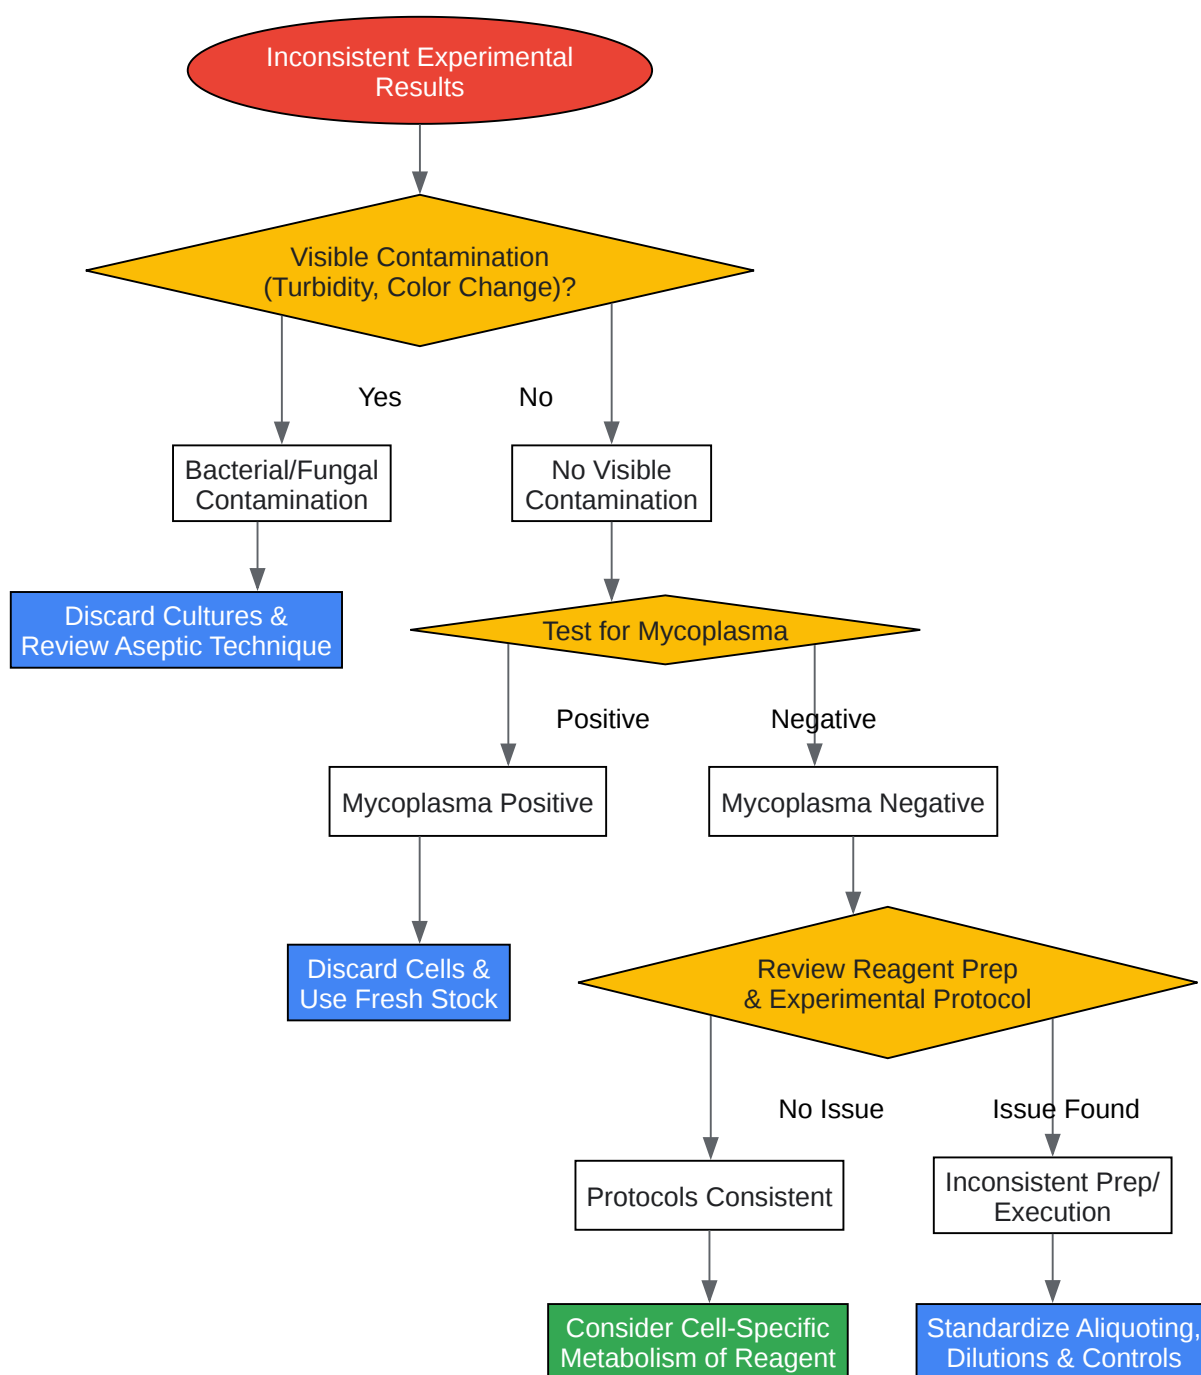 Inconsistent Experimental
Results
Visible Contamination
(Turbidity, Color Change)?
Yes
No
Bacterial/Fungal
Contamination
No Visible
Contamination
Discard Cultures &
Review Aseptic Technique
Test for Mycoplasma
Positive
Negative
Mycoplasma Positive
Mycoplasma Negative
Discard Cells &
Use Fresh Stock
Review Reagent Prep
& Experimental Protocol
No Issue
Issue Found
Protocols Consistent
Inconsistent Prep/
Execution
Consider Cell-Specific
Metabolism of Reagent
Standardize Aliquoting,
Dilutions & Controls